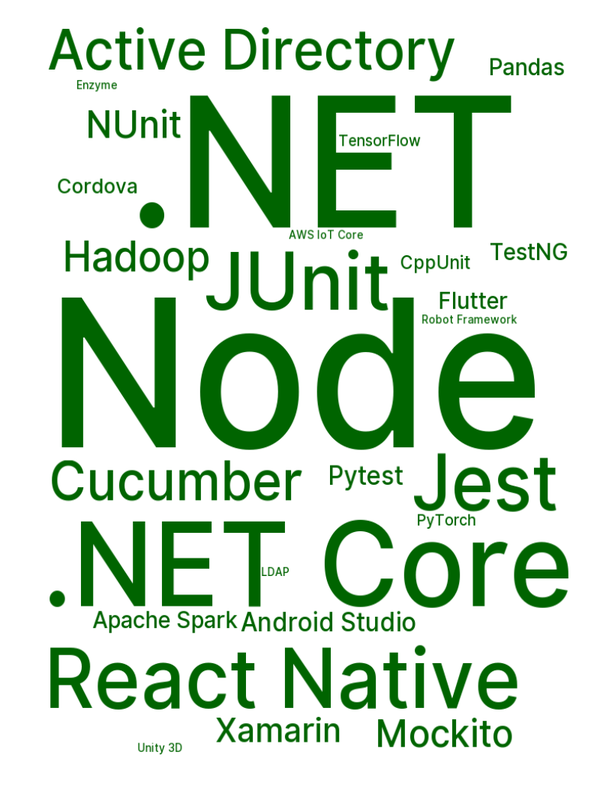 Active Directory
Pandas
Enzyme
NUnit
.NET
TensorFlow
Cordova
AWS IoT Core
Hadoop
JUnit
CppUnit
TestNG
Flutter
Robot Framework
Node
Cucumber
Pytest
Jest
PyTorch
.NET Core
LDAP
Apache Spark
Android Studio
React Native
Xamarin
Mockito
Unity 3D